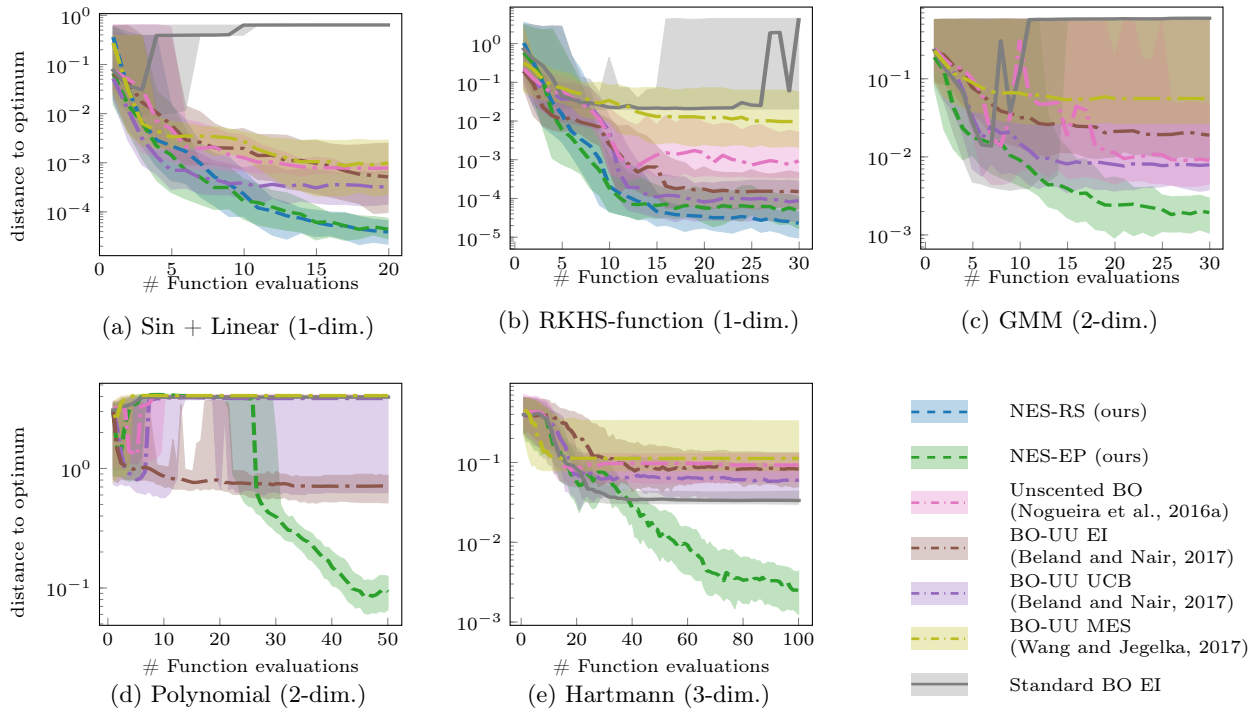 10⁰
10⁻¹
10⁻²
10⁻³
10⁻⁴
distance to optimum
0 5 10 15 20
# Function evaluations
(a) Sin + Linear (1-dim.)
10⁰
10⁻¹
10⁻²
10⁻³
10⁻⁴
10⁻⁵
0 5 10 15 20 25 30
# Function evaluations
(b) RKHS-function (1-dim.)
10⁻¹
10⁻²
10⁻³
0 5 10 15 20 25 30
# Function evaluations
(c) GMM (2-dim.)
10⁰
10⁻¹
distance to optimum
0 10 20 30 40 50
# Function evaluations
(d) Polynomial (2-dim.)
10⁰
10⁻¹
10⁻²
10⁻³
0 20 40 60 80 100
# Function evaluations
(e) Hartmann (3-dim.)
NES-RS (ours)
NES-EP (ours)
Unscented BO
(Nogueira et al., 2016a)
BO-UU EI
(Beland and Nair, 2017)
BO-UU UCB
(Beland and Nair, 2017)
BO-UU MES
(Wang and Jegelka, 2017)
Standard BO EI